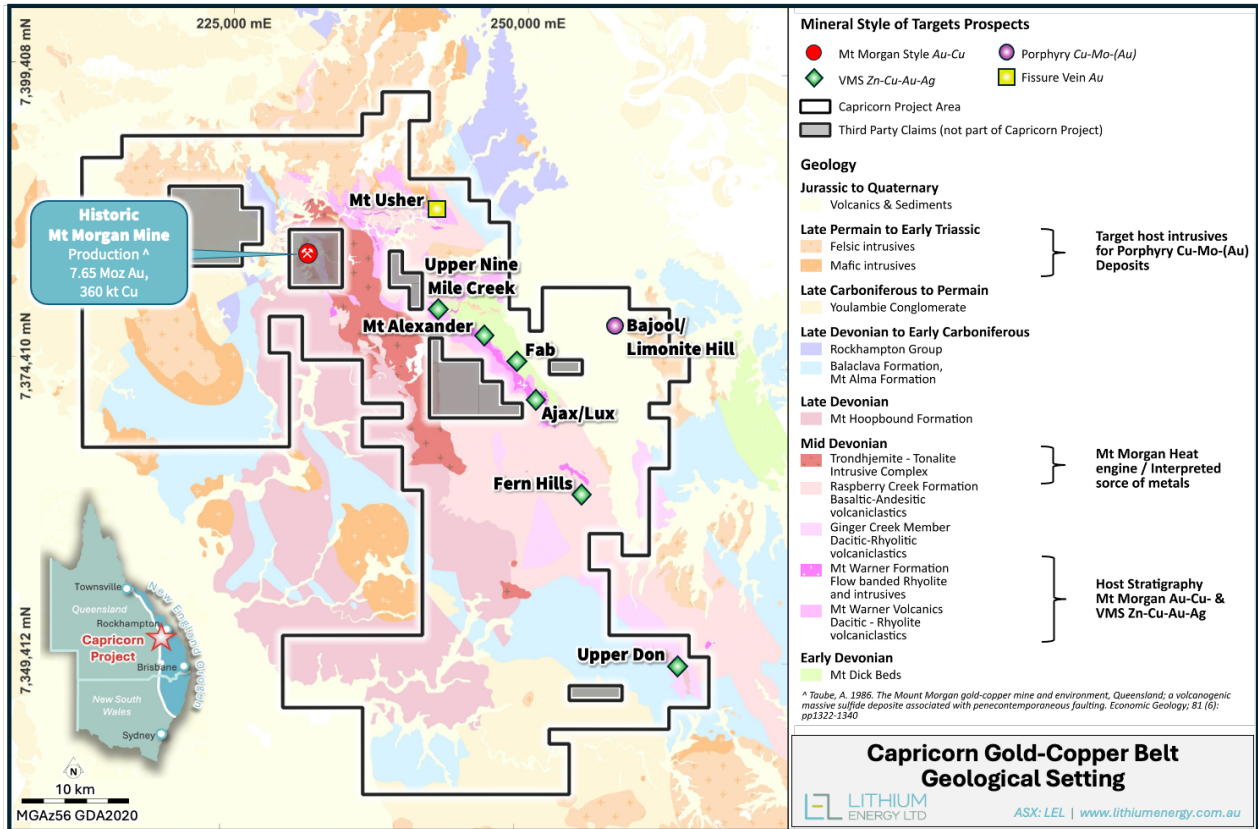 225,000 mE
250,000 mE
7,399,408 mN
7,374,410 mN
7,349,412 mN
Historic
Mt Morgan Mine
Production ^
7.65 Moz Au,
360 kt Cu
Mt Usher
Upper Nine
Mile Creek
Mt Alexander
Fab
Bajool/
Limonite Hill
Ajax/Lux
Fern Hills
Upper Don
Townsville
New England Orogen
Queensland
Rockhampton
Capricorn
Project
Brisbane
New South
Wales
Sydney
N
10 km
MGAz56 GDA2020
Mineral Style of Targets Prospects
Mt Morgan Style Au-Cu
Porphyry Cu-Mo-(Au)
VMS Zn-Cu-Au-Ag
Fissure Vein Au
Capricorn Project Area
Third Party Claims (not part of Capricorn Project)
Geology
Jurassic to Quaternary
Volcanics & Sediments
Late Permian to Early Triassic
Felsic intrusives
Mafic intrusives
Target host intrusives
for Porphyry Cu-Mo-(Au)
Deposits
Late Carboniferous to Permain
Youlambie Conglomerate
Late Devonian to Early Carboniferous
Rockhampton Group
Balaclava Formation,
Mt Alma Formation
Late Devonian
Mt Hoopbound Formation
Mid Devonian
Trondhjemite - Tonalite
Intrusive Complex
Raspberry Creek Formation
Basaltic-Andesitic
volcaniclastics
Ginger Creek Member
Dacitic-Rhyolitic
volcaniclastics
Mt Warner Formation
Flow banded Rhyolite
and intrusives
Mt Warner Volcanics
Dacitic - Rhyolite
volcaniclastics
Mt Morgan Heat
engine / Interpreted
sorce of metals
Host Stratigraphy
Mt Morgan Au-Cu- &
VMS Zn-Cu-Au-Ag
Early Devonian
Mt Dick Beds
^ Taube, A. 1986. The Mount Morgan gold-copper mine and environment, Queensland; a volcanogenic
massive sulfide deposite associated with penecontemporaneous faulting. Economic Geology; 81 (6):
pp1322-1340
Capricorn Gold-Copper Belt
Geological Setting
LITHIUM
ENERGY LTD
ASX: LEL | www.lithiumenergy.com.au